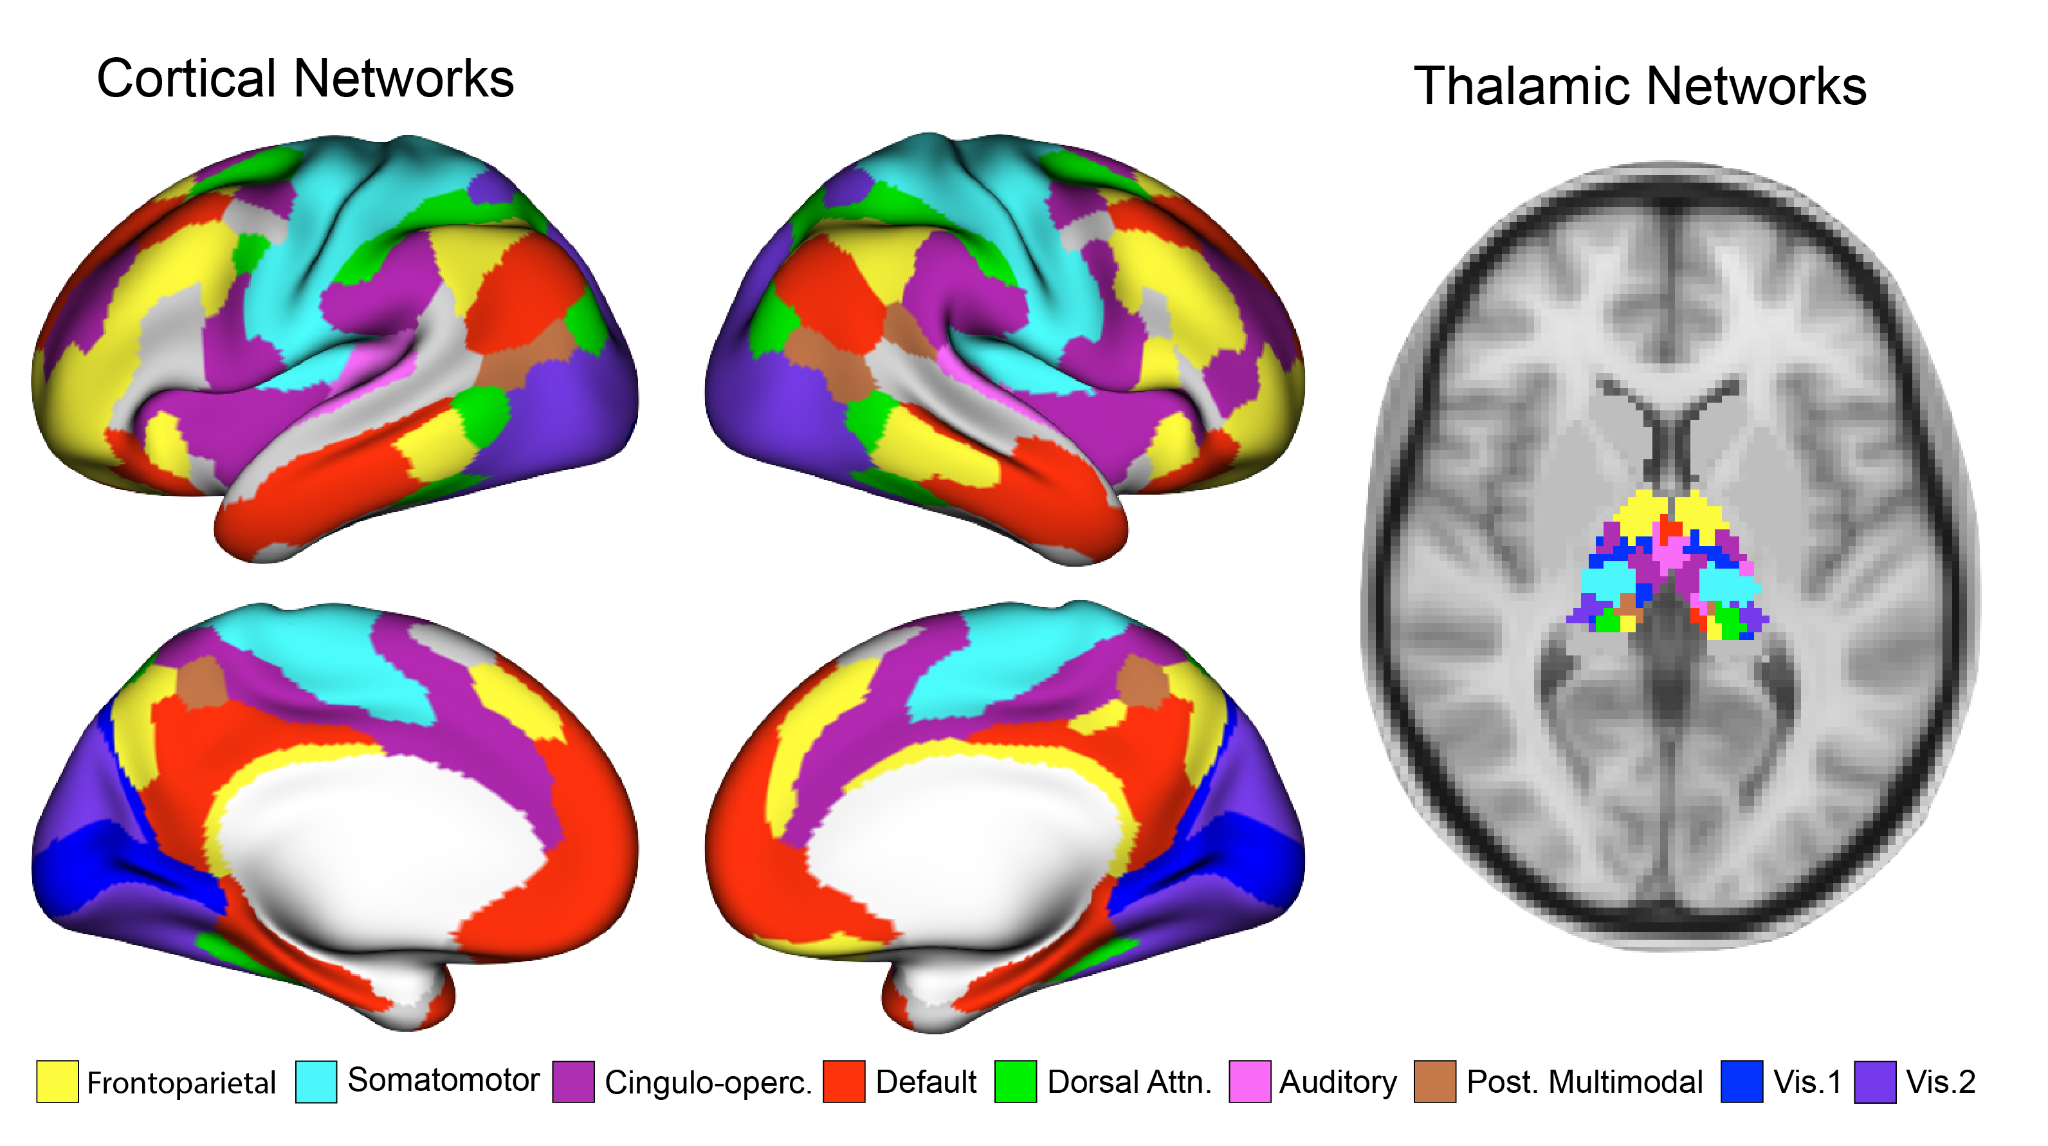 Cortical Networks
Thalamic Networks
Frontoparietal Somatomotor Cingulo-operc. Default Dorsal Attn. Auditory Post. Multimodal Vis.1 Vis.2